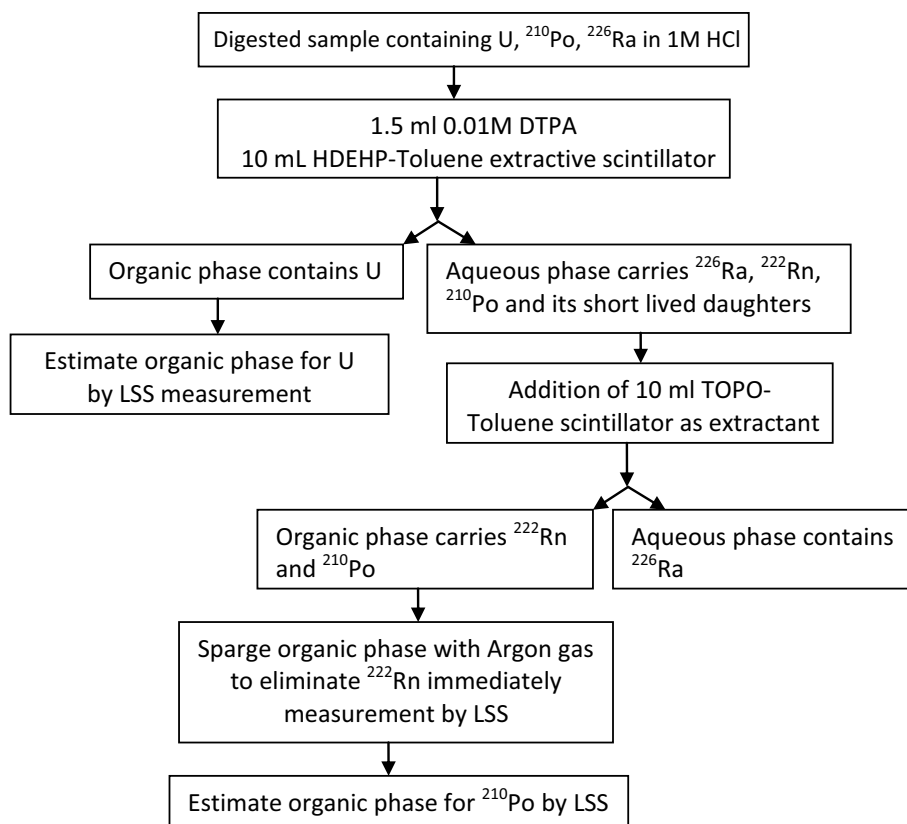 Digested sample containing U, ²¹⁰Po, ²²⁶Ra in 1M HCl
1.5 ml 0.01M DTPA
10 mL HDEHP-Toluene extractive scintillator
Organic phase contains U
Aqueous phase carries ²²⁶Ra, ²²²Rn,
²¹⁰Po and its short lived daughters
Estimate organic phase for U
by LSS measurement
Addition of 10 ml TOPO-
Toluene scintillator as extractant
Organic phase carries ²²²Rn
and ²¹⁰Po
Aqueous phase contains
²²⁶Ra
Sparge organic phase with Argon gas
to eliminate ²²²Rn immediately
measurement by LSS
Estimate organic phase for ²¹⁰Po by LSS